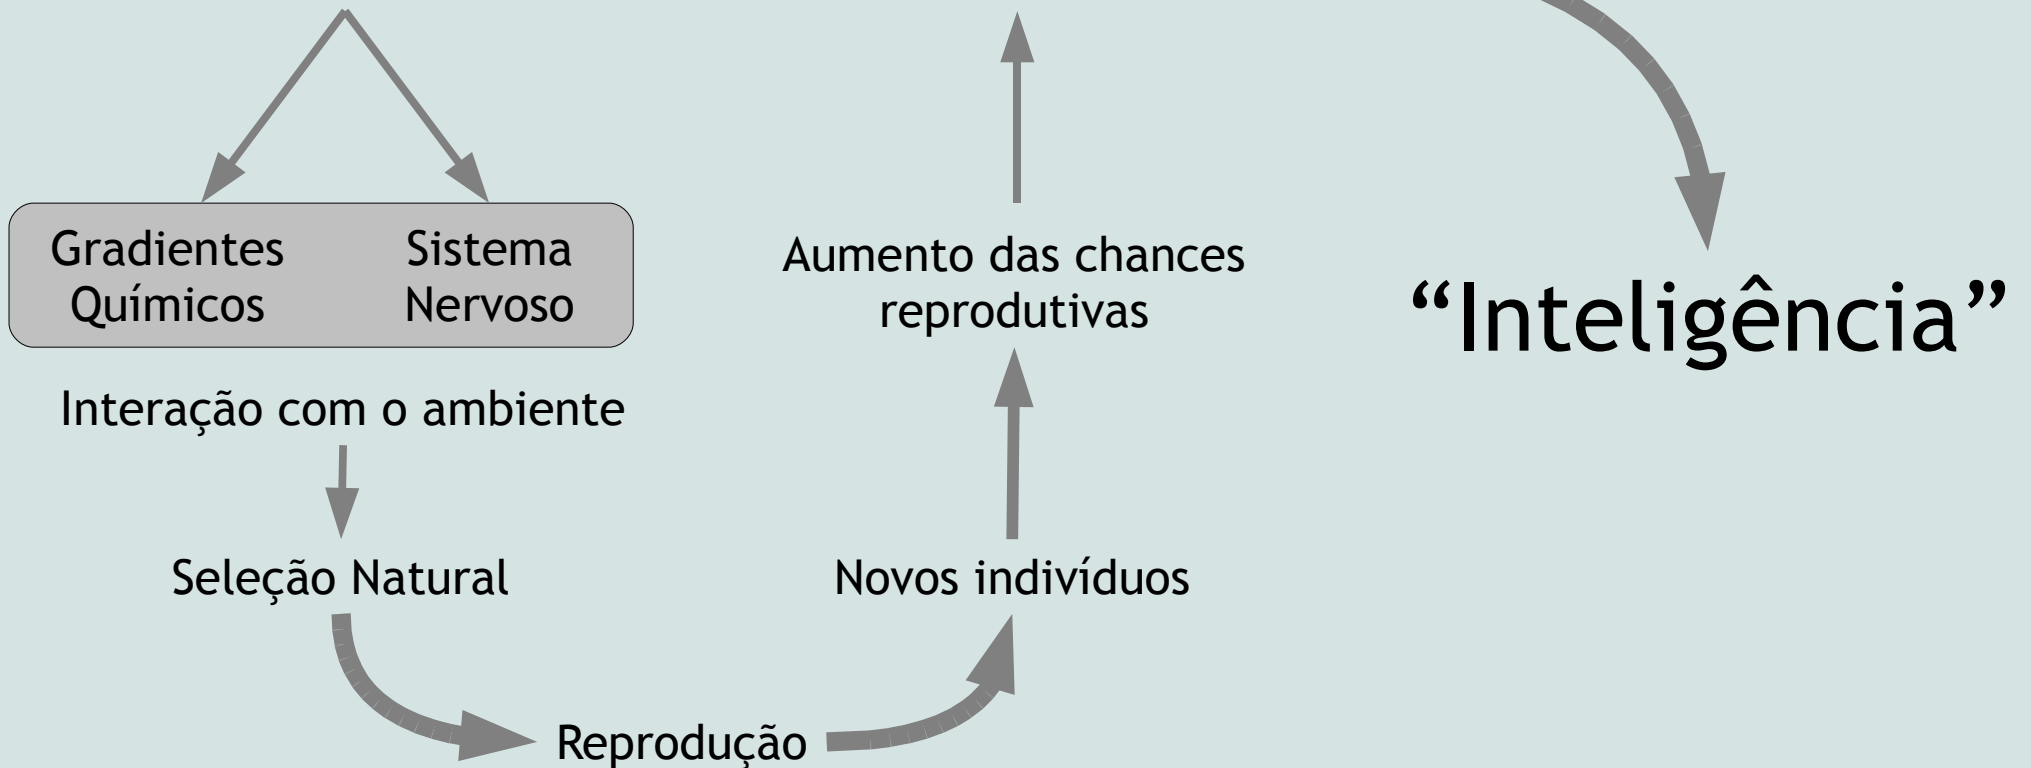 Gradientes
Químicos
Sistema
Nervoso
Interação com o ambiente
Seleção Natural
Reprodução
Novos indivíduos
Aumento das chances
reprodutivas
“Inteligência”